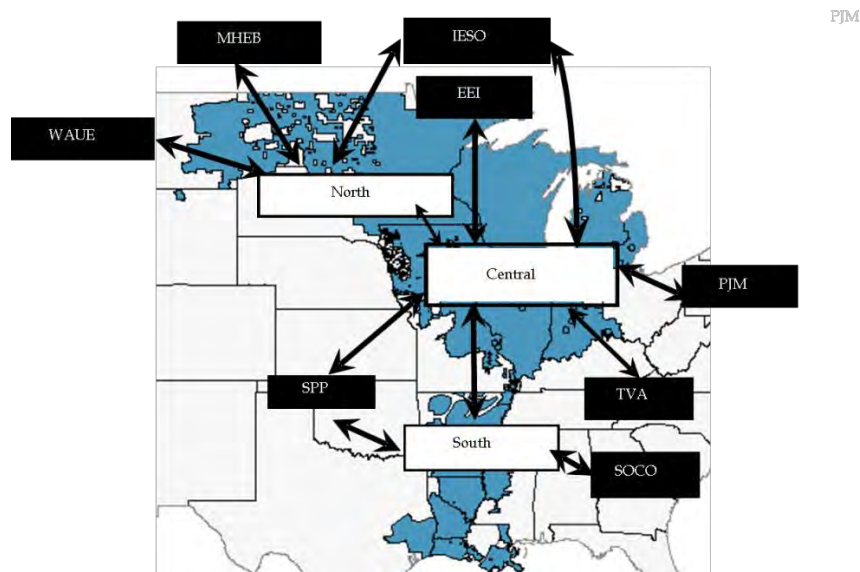 PJM
MHEB
IESO
EEI
WAUE
North
Central
PJM
SPP
TVA
South
SOCO